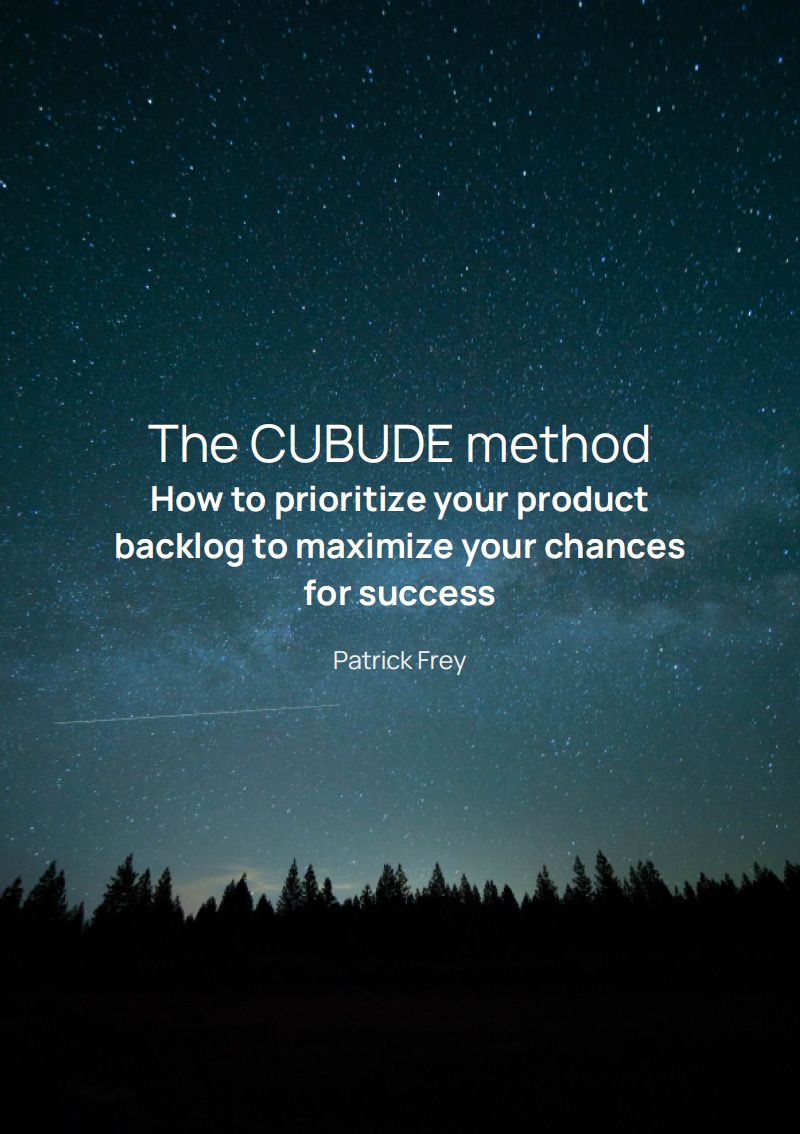 The CUBUDE method
How to prioritize your product
backlog to maximize your chances
for success
Patrick Frey